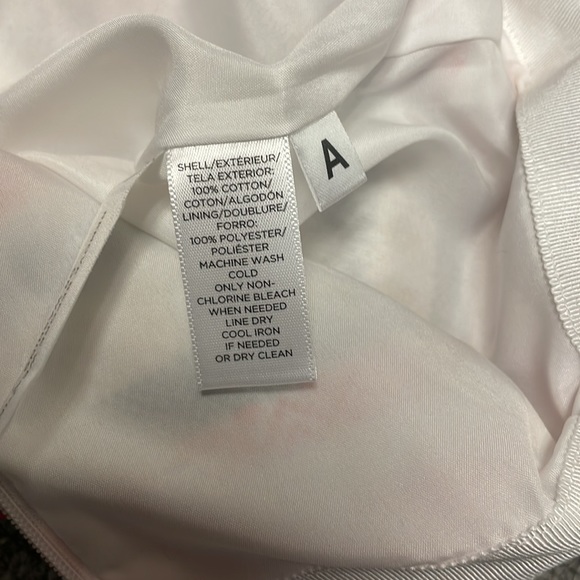 SHELL/EXTÉRIEUR/
TELA EXTERIOR:
100% COTTON/
COTON/ALGODÓN
LINING/DOUBLURE/
FORRO:
100% POLYESTER/
POLIÉSTER
MACHINE WASH
COLD
ONLY NON-
CHLORINE BLEACH
WHEN NEEDED
LINE DRY
COOL IRON
IF NEEDED
OR DRY CLEAN
A